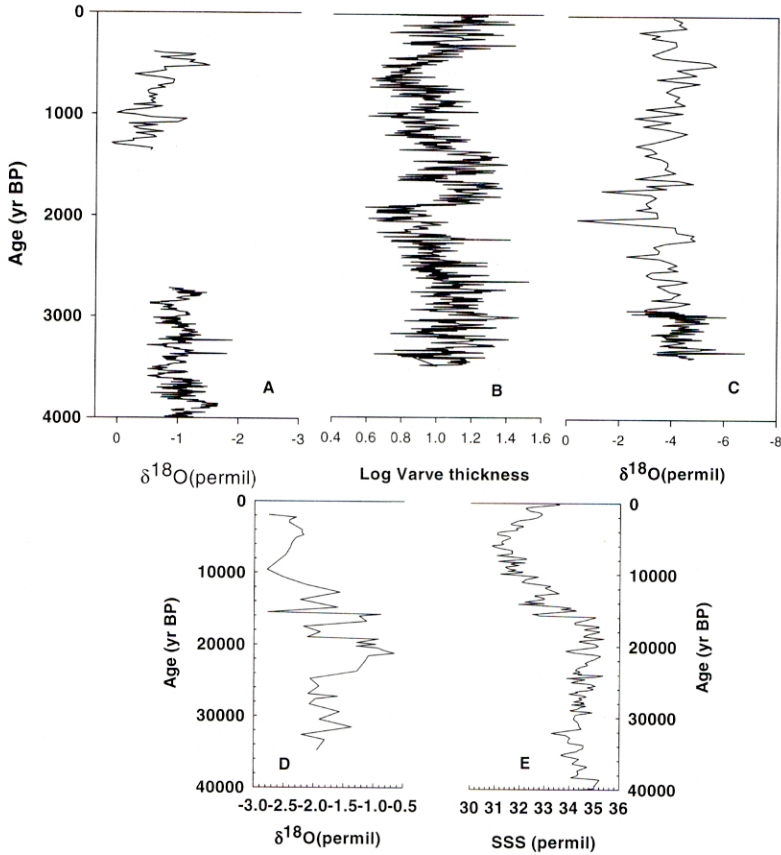 0
1000
2000
3000
4000
Age (yr BP)
A
B
C
0 -1 -2 -3
0.4 0.6 0.8 1.0 1.2 1.4 1.6
0 -2 -4 -6 -8
δ18O(permil)
Log Varve thickness
δ18O(permil)
0
10000
20000
30000
40000
Age (yr BP)
D
-3.0-2.5-2.0-1.5-1.0-0.5
δ18O(permil)
E
0
10000
20000
30000
40000
Age (yr BP)
30 31 32 33 34 35 36
SSS (permil)